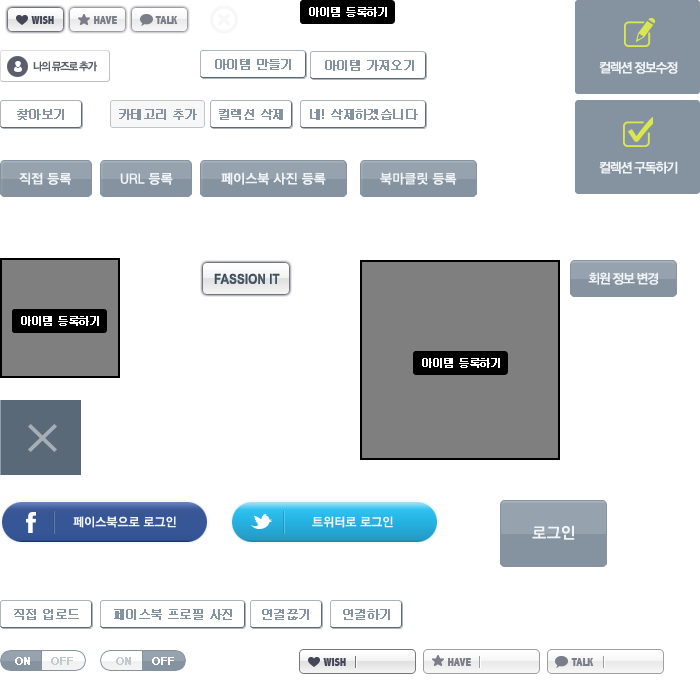 WISH HAVE TALK 아이템 등록하기
나의 뮤즈로 추가 아이템 만들기 아이템 가져오기
컬렉션 정보수정
찾아보기 카테고리 추가 컬렉션 삭제 네! 삭제하겠습니다
컬렉션 구독하기
직접 등록 URL 등록 페이스북 사진 등록 북마클릿 등록
FASSION IT 회원 정보 변경
아이템 등록하기
아이템 등록하기
페이스북으로 로그인 트위터로 로그인 로그인
직접 업로드 페이스북 프로필 사진 연결끊기 연결하기
ON OFF ON OFF WISH HAVE TALK